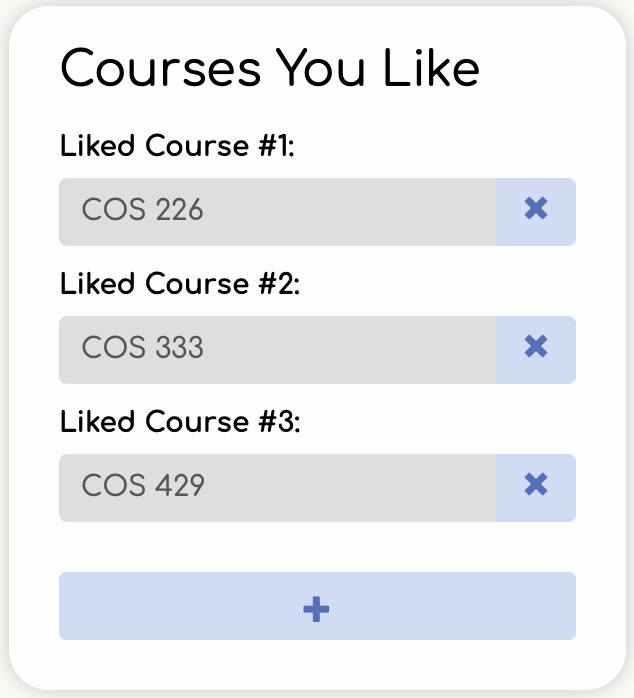 Courses You Like
Liked Course #1:
COS 226
Liked Course #2:
COS 333
Liked Course #3:
COS 429